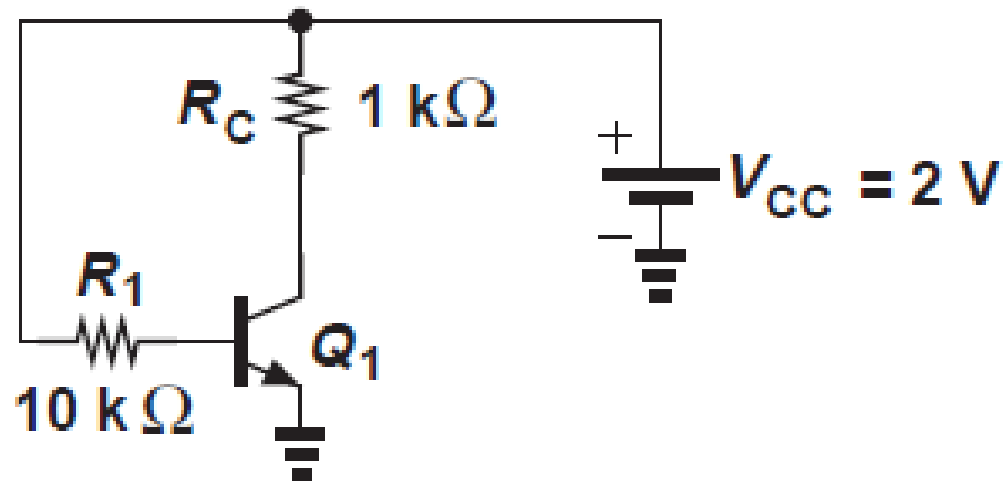 R_C 1 kΩ
+
V_CC = 2 V
−
R_1
Q_1
10 kΩ